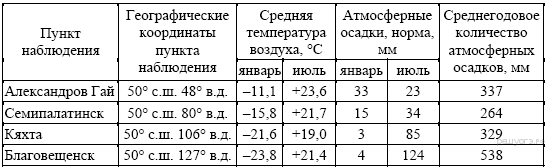 Пункт наблюдения
Географические координаты пункта наблюдения
Средняя температура воздуха, °С
Атмосферные осадки, норма, мм
Среднегодовое количество атмосферных осадков, мм
январь июль январь июль
Александров Гай 50° с.ш. 48° в.д. –11,1 +23,6 33 23 337
Семипалатинск 50° с.ш. 80° в.д. –15,8 +21,7 15 34 264
Кяхта 50° с.ш. 106° в.д. –21,6 +19,0 3 85 329
Благовещенск 50° с.ш. 127° в.д. –23,8 +21,4 4 124 538